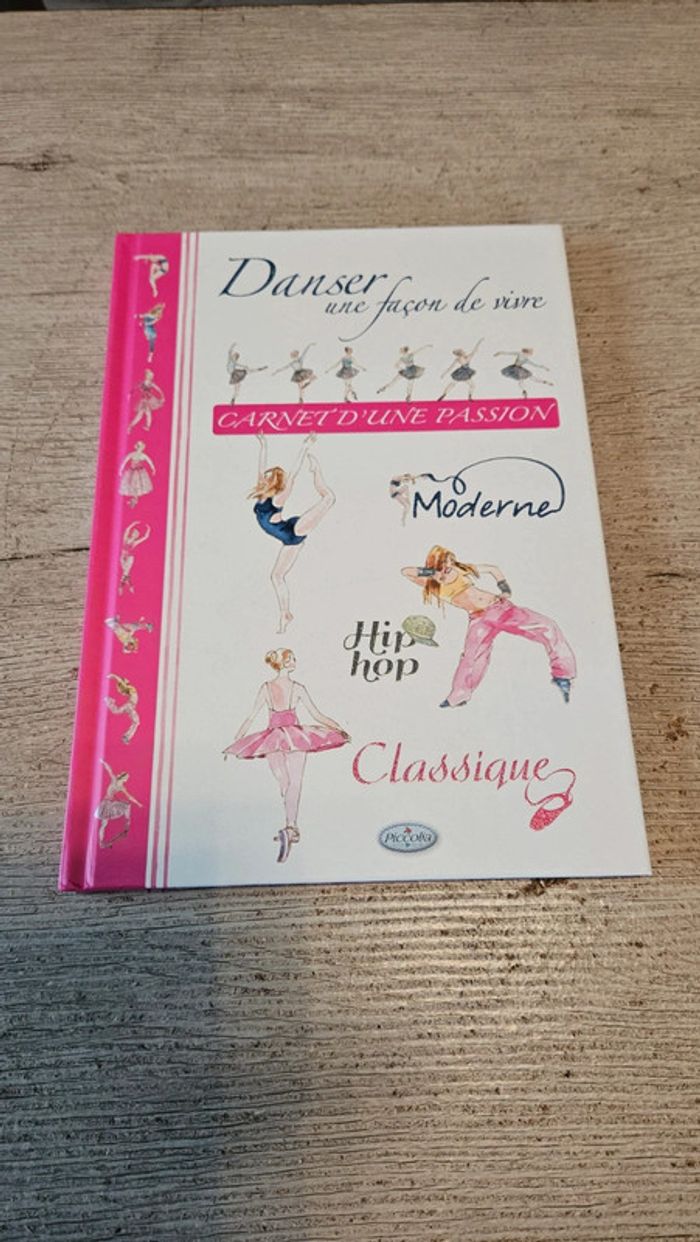 Danser
une façon de vivre
CARNET D'UNE PASSION
Moderne
Hip
hop
Classique
Piccolia